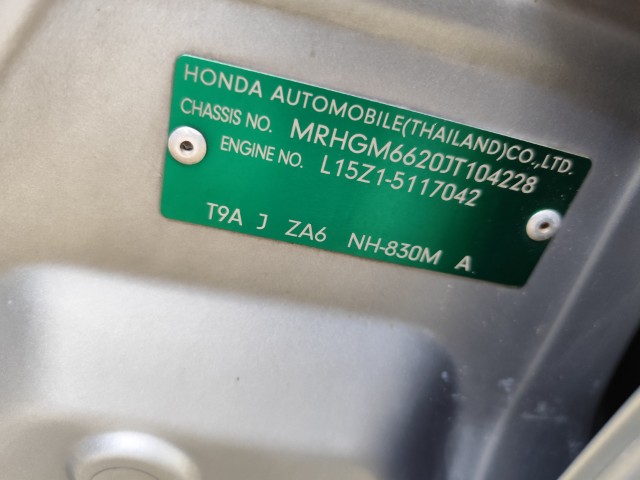 HONDA AUTOMOBILE(THAILAND)CO.,LTD.
CHASSIS NO. MRHGM6620JT104228
ENGINE NO. L15Z1-5117042
T9A J ZA6 NH-830M A